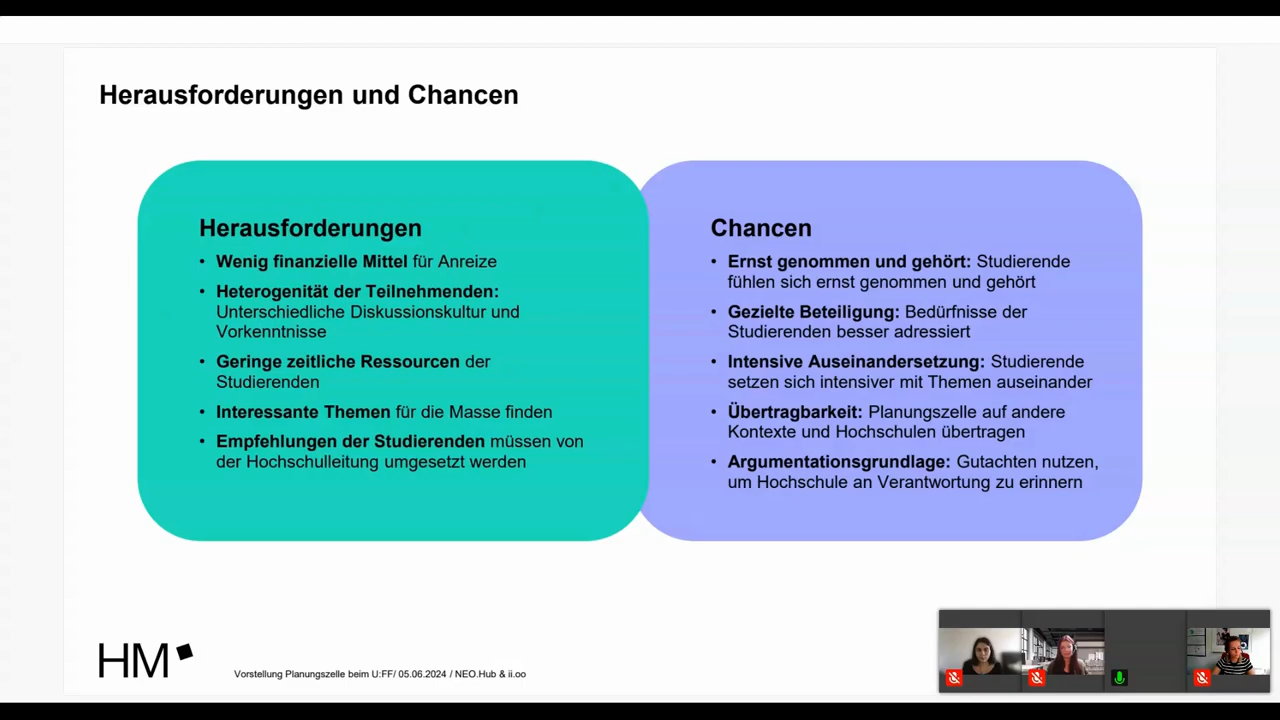 Herausforderungen und Chancen
Herausforderungen
• Wenig finanzielle Mittel für Anreize
• Heterogenität der Teilnehmenden:
Unterschiedliche Diskussionskultur und
Vorkenntnisse
• Geringe zeitliche Ressourcen der
Studierenden
• Interessante Themen für die Masse finden
• Empfehlungen der Studierenden müssen von
der Hochschulleitung umgesetzt werden
Chancen
• Ernst genommen und gehört: Studierende
fühlen sich ernst genommen und gehört
• Gezielte Beteiligung: Bedürfnisse der
Studierenden besser adressiert
• Intensive Auseinandersetzung: Studierende
setzen sich intensiver mit Themen auseinander
• Übertragbarkeit: Planungszelle auf andere
Kontexte und Hochschulen übertragen
• Argumentationsgrundlage: Gutachten nutzen,
um Hochschule an Verantwortung zu erinnern
HM
Vorstellung Planungszelle beim U:FF/ 05.06.2024 / NEO.Hub & ii.oo